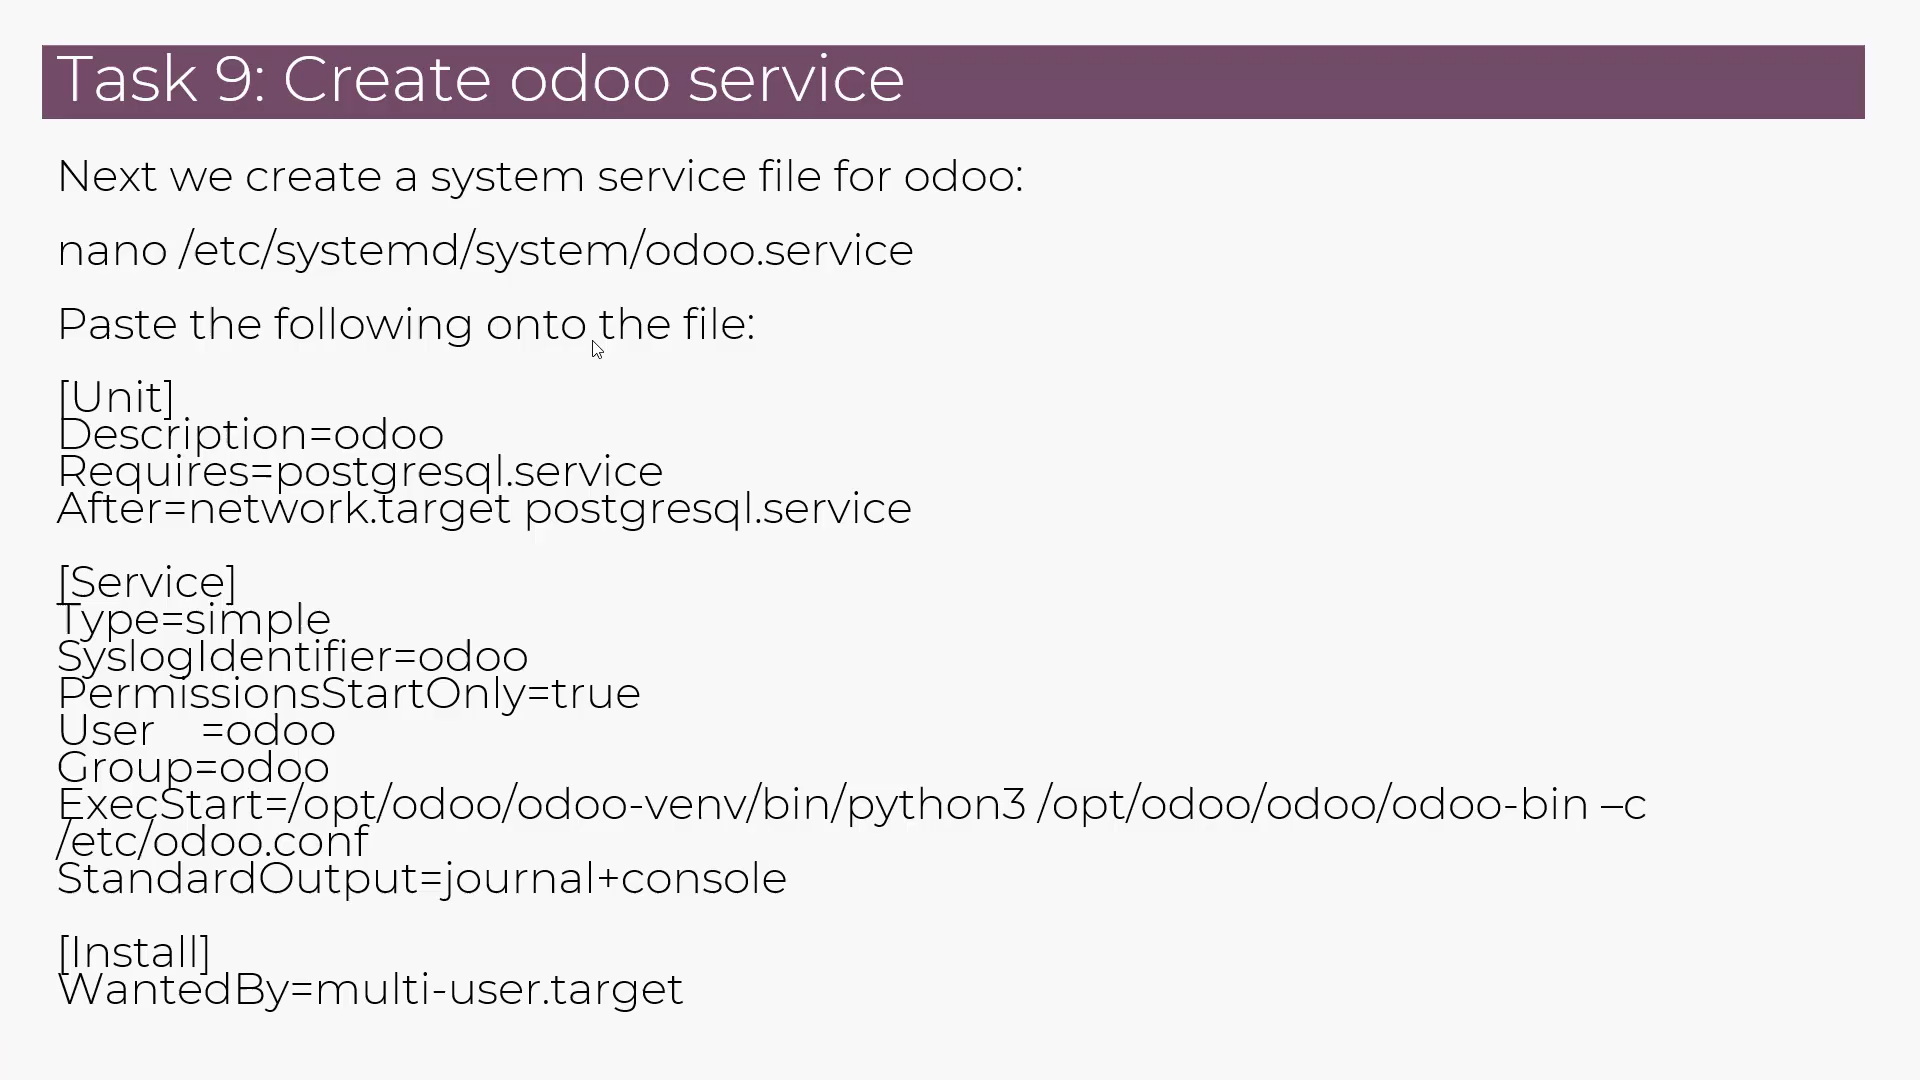 Task 9: Create odoo service
Next we create a system service file for odoo:
nano /etc/systemd/system/odoo.service
Paste the following onto the file:
[Unit]
Description=odoo
Requires=postgresql.service
After=network.target postgresql.service
[Service]
Type=simple
SyslogIdentifier=odoo
PermissionsStartOnly=true
User    =odoo
Group=odoo
ExecStart=/opt/odoo/odoo-venv/bin/python3 /opt/odoo/odoo/odoo-bin –c
/etc/odoo.conf
StandardOutput=journal+console
[Install]
WantedBy=multi-user.target